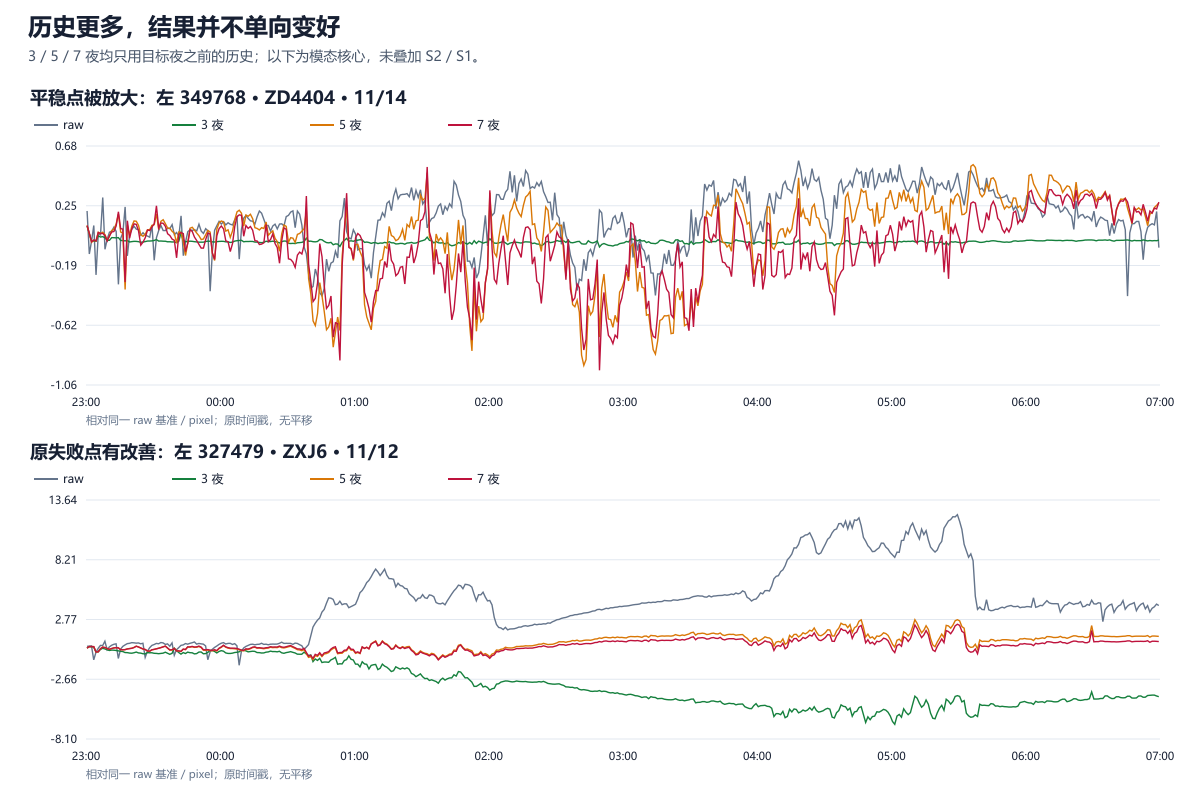 历史更多，结果并不单向变好
3 / 5 / 7 夜均只用目标夜之前的历史；以下为模态核心，未叠加 S2 / S1。
平稳点被放大：左 349768 • ZD4404 • 11/14
raw 3 夜 5 夜 7 夜
0.68
0.25
-0.19
-0.62
-1.06
23:00 00:00 01:00 02:00 03:00 04:00 05:00 06:00 07:00
相对同一 raw 基准 / pixel；原时间戳，无平移
原失败点有改善：左 327479 • ZXJ6 • 11/12
raw 3 夜 5 夜 7 夜
13.64
8.21
2.77
-2.66
-8.10
23:00 00:00 01:00 02:00 03:00 04:00 05:00 06:00 07:00
相对同一 raw 基准 / pixel；原时间戳，无平移